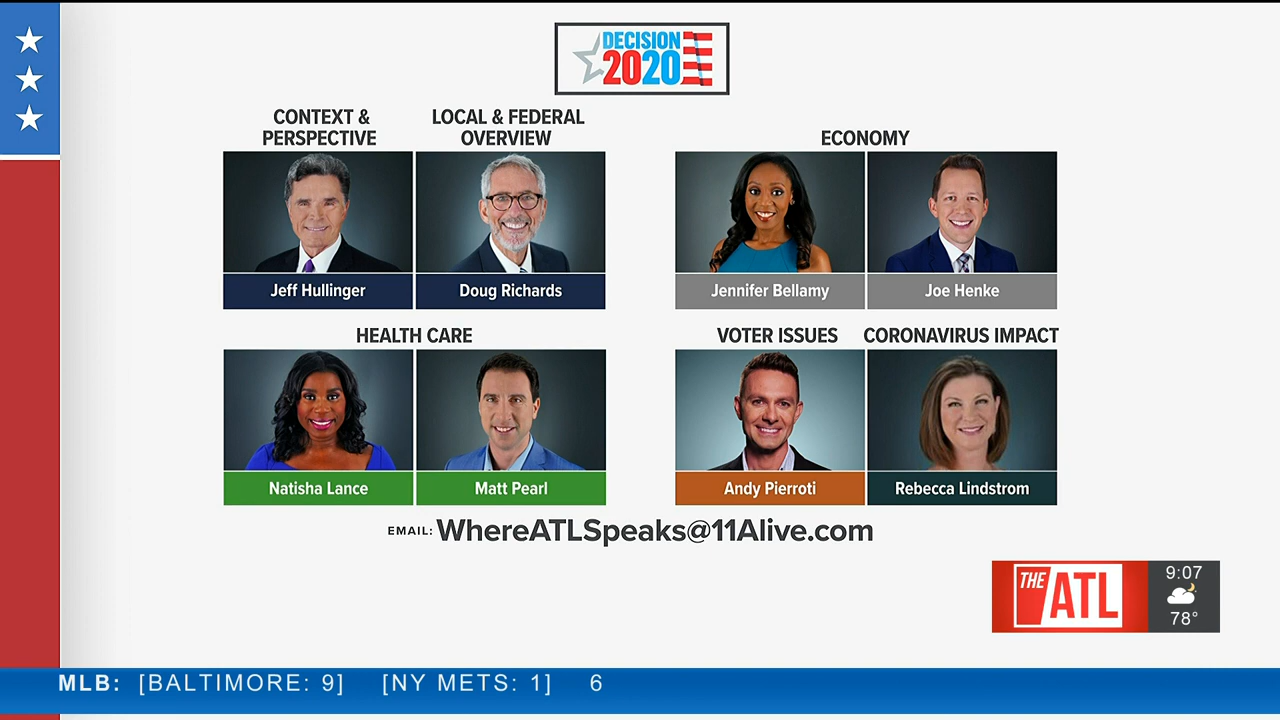 DECISION
2020
CONTEXT &
PERSPECTIVE
LOCAL & FEDERAL
OVERVIEW
ECONOMY
Jeff Hullinger
Doug Richards
Jennifer Bellamy
Joe Henke
HEALTH CARE
VOTER ISSUES
CORONAVIRUS IMPACT
Natisha Lance
Matt Pearl
Andy Pierroti
Rebecca Lindstrom
EMAIL: WhereATLSpeaks@11Alive.com
THE ATL
9:07
78°
MLB: [BALTIMORE: 9] [NY METS: 1] 6